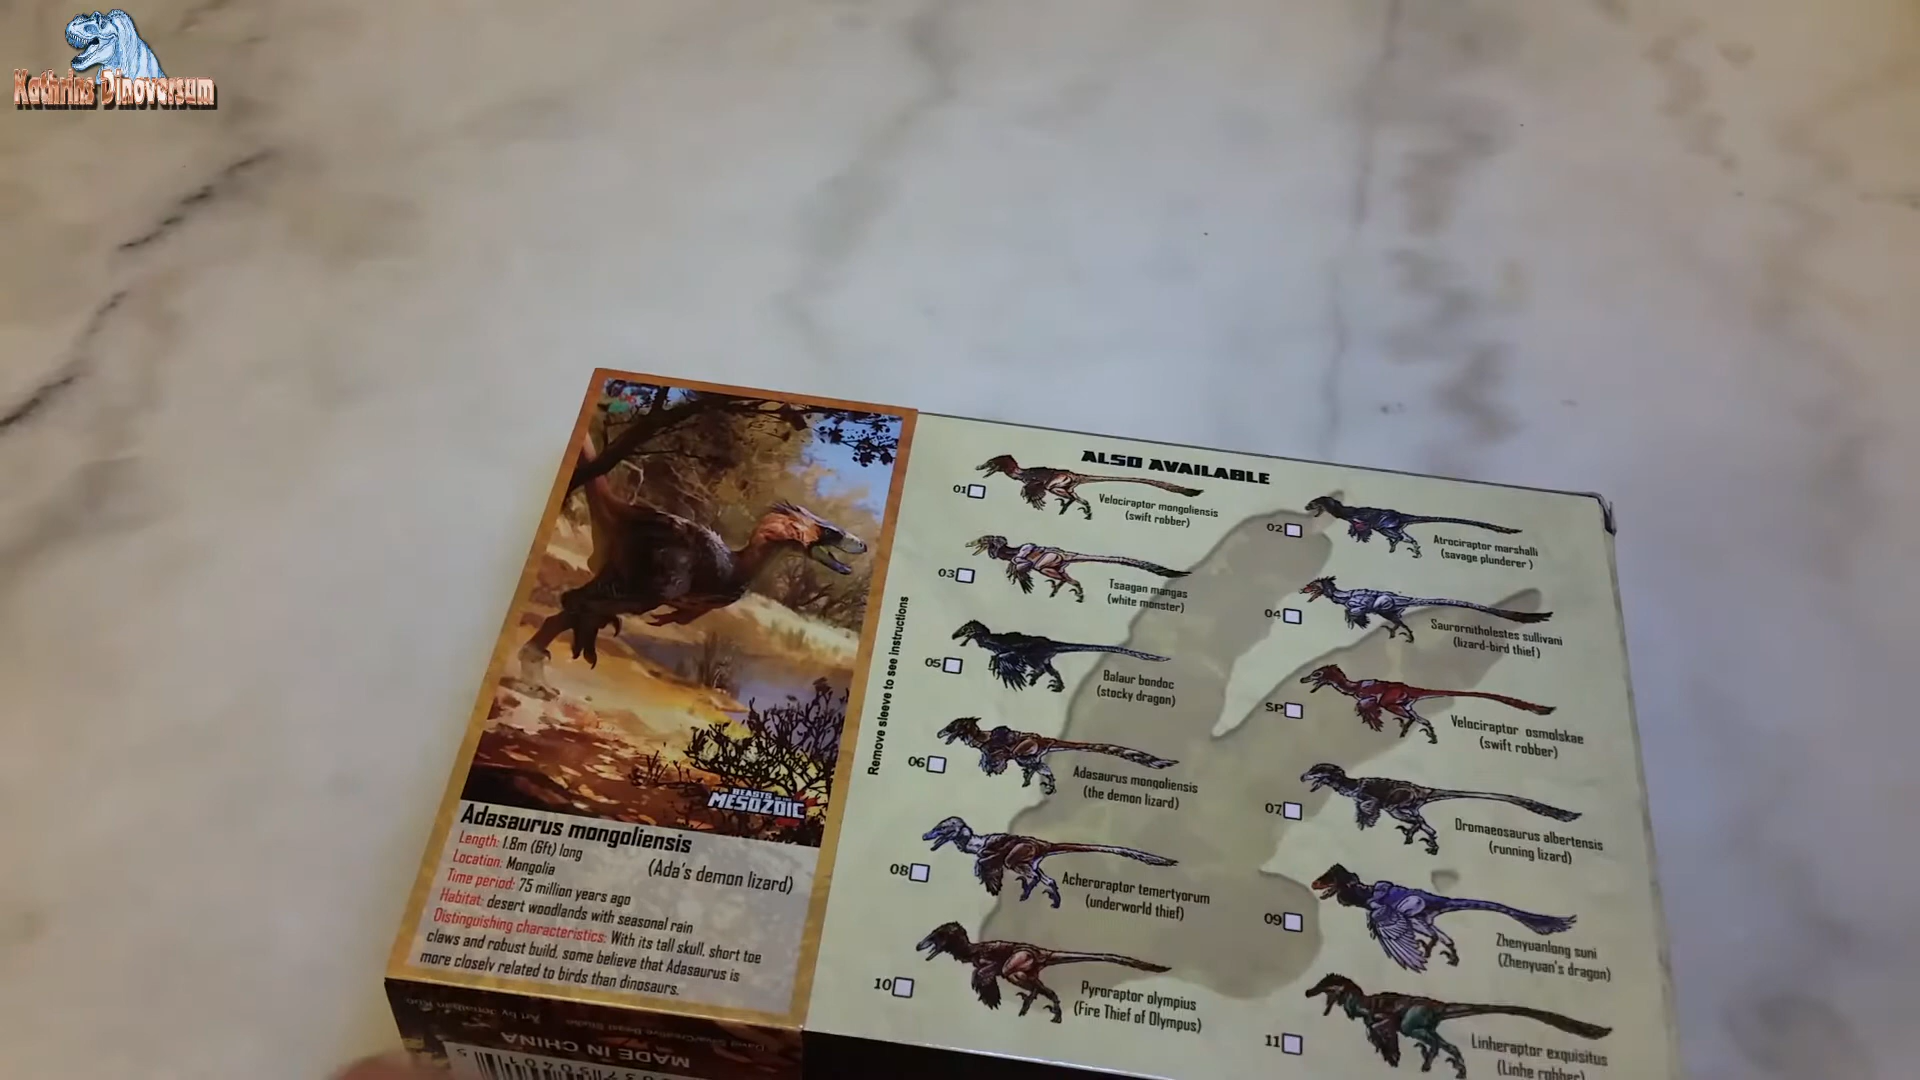 Kathrins Dinoversum
BEASTS OF THE
MESOZOIC
Adasaurus mongoliensis
(Ada's demon lizard)
Length: 1.8m (6ft) long
Location: Mongolia
Time period: 75 million years ago
Habitat: desert woodlands with seasonal rain
Distinguishing characteristics: With its tall skull, short toe
claws and robust build, some believe that Adasaurus is
more closely related to birds than dinosaurs.
MADE IN CHINA
Remove sleeve to see instructions
ALSO AVAILABLE
01
Velociraptor mongoliensis
(swift robber)
02
Atrociraptor marshalli
(savage plunderer )
03
Tsaagan mangas
(white monster)
04
Saurornitholestes sullivani
(lizard-bird thief)
05
Balaur bondoc
(stocky dragon)
SP
Velociraptor osmolskae
(swift robber)
06
Adasaurus mongoliensis
(the demon lizard)
07
Dromaeosaurus albertensis
(running lizard)
08
Acheroraptor temertyorum
(underworld thief)
09
Zhenyuanlong suni
(Zhenyuan's dragon)
10
Pyroraptor olympius
(Fire Thief of Olympus)
11
Linheraptor exquisitus
(Linhe robber)